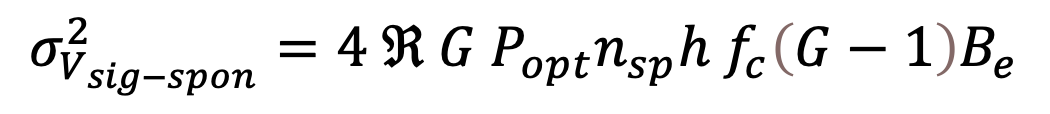 σ²_{V_{sig−spon}} = 4 ℜ G P_{opt} n_{sp} h f_c (G − 1) B_e